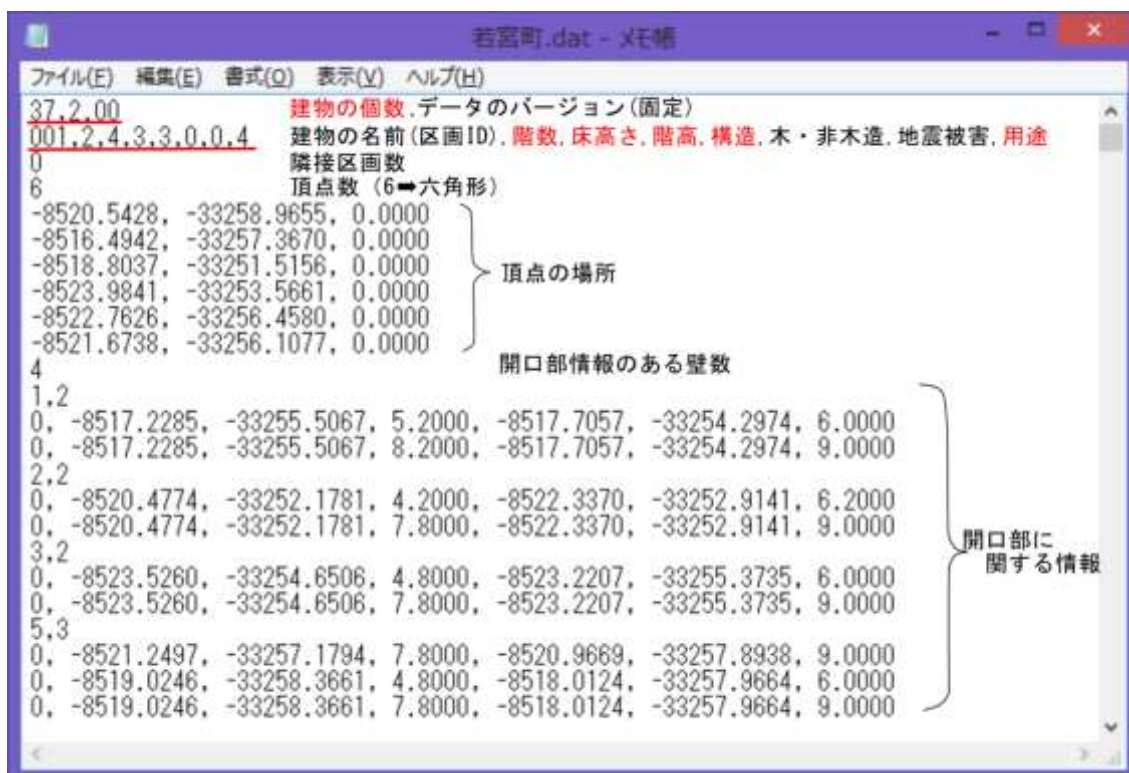 若宮町.dat - メモ帳
ファイル(F) 編集(E) 書式(O) 表示(V) ヘルプ(H)
37,2.00 建物の個数,データのバージョン(固定)
001,2,4,3,3,0,0,4 建物の名前(区画ID),階数,床高さ,階高,構造,木・非木造,地震被害,用途
0 隣接区画数
6 頂点数 (6➡六角形)
-8520.5428, -33258.9655, 0.0000
-8516.4942, -33257.3670, 0.0000
-8518.8037, -33251.5156, 0.0000
頂点の場所
-8523.9841, -33253.5661, 0.0000
-8522.7626, -33256.4580, 0.0000
-8521.6738, -33256.1077, 0.0000
4 開口部情報のある壁数
1,2
0, -8517.2285, -33255.5067, 5.2000, -8517.7057, -33254.2974, 6.0000
0, -8517.2285, -33255.5067, 8.2000, -8517.7057, -33254.2974, 9.0000
2,2
0, -8520.4774, -33252.1781, 4.2000, -8522.3370, -33252.9141, 6.2000
0, -8520.4774, -33252.1781, 7.8000, -8522.3370, -33252.9141, 9.0000
3,2
開口部に
関する情報
0, -8523.5260, -33254.6506, 4.8000, -8523.2207, -33255.3735, 6.0000
0, -8523.5260, -33254.6506, 7.8000, -8523.2207, -33255.3735, 9.0000
5,3
0, -8521.2497, -33257.1794, 7.8000, -8520.9669, -33257.8938, 9.0000
0, -8519.0246, -33258.3661, 4.8000, -8518.0124, -33257.9664, 6.0000
0, -8519.0246, -33258.3661, 7.8000, -8518.0124, -33257.9664, 9.0000